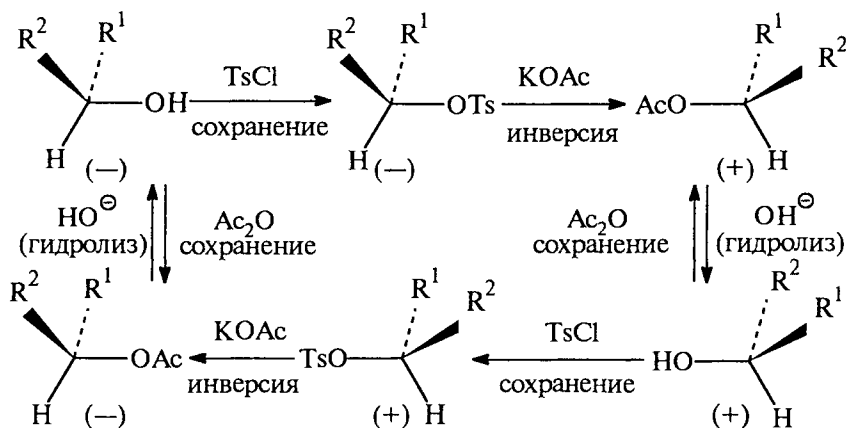 R² R¹ OH H (—)
TsCl
сохранение
R² R¹ OTs H (—)
KOAc
инверсия
R¹ R² AcO H (+)
HO⊖
(гидролиз)
Ac₂O
сохранение
Ac₂O
сохранение
OH⊖
(гидролиз)
R² R¹ OAc H (—)
KOAc
инверсия
R¹ R² TsO H (+)
TsCl
сохранение
R² R¹ HO H (+)